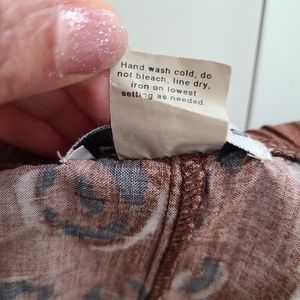 Hand wash cold, do
not bleach, line dry,
iron on lowest
setting as needed